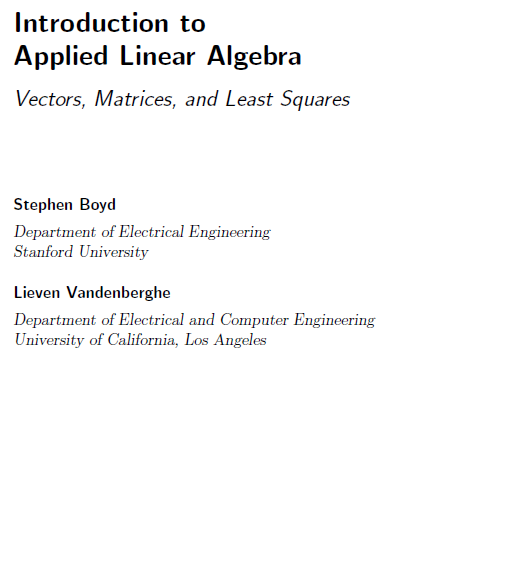 Introduction to
Applied Linear Algebra
Vectors, Matrices, and Least Squares
Stephen Boyd
Department of Electrical Engineering
Stanford University
Lieven Vandenberghe
Department of Electrical and Computer Engineering
University of California, Los Angeles